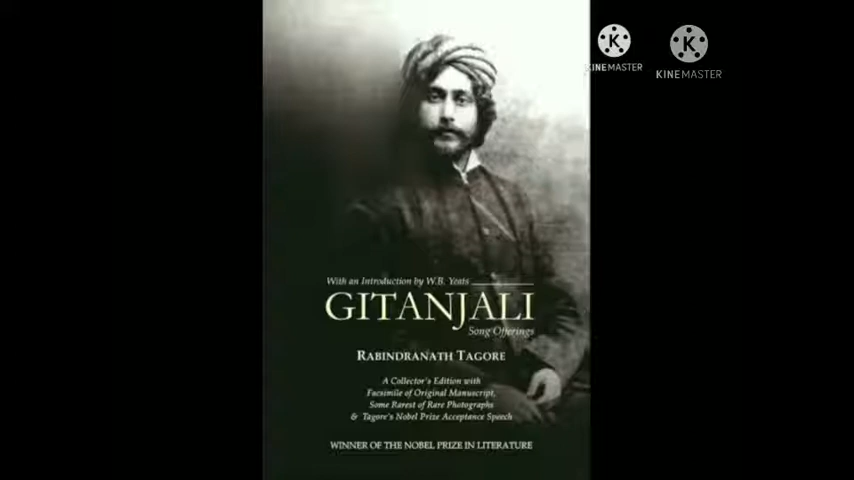 KINEMASTER
KINEMASTER
With an Introduction by W.B. Yeats
GITANJALI
Song Offerings
RABINDRANATH TAGORE
A Collector's Edition with
Facsimile of Original Manuscript,
Some Rarest of Rare Photographs
& Tagore's Nobel Prize Acceptance Speech
WINNER OF THE NOBEL PRIZE IN LITERATURE